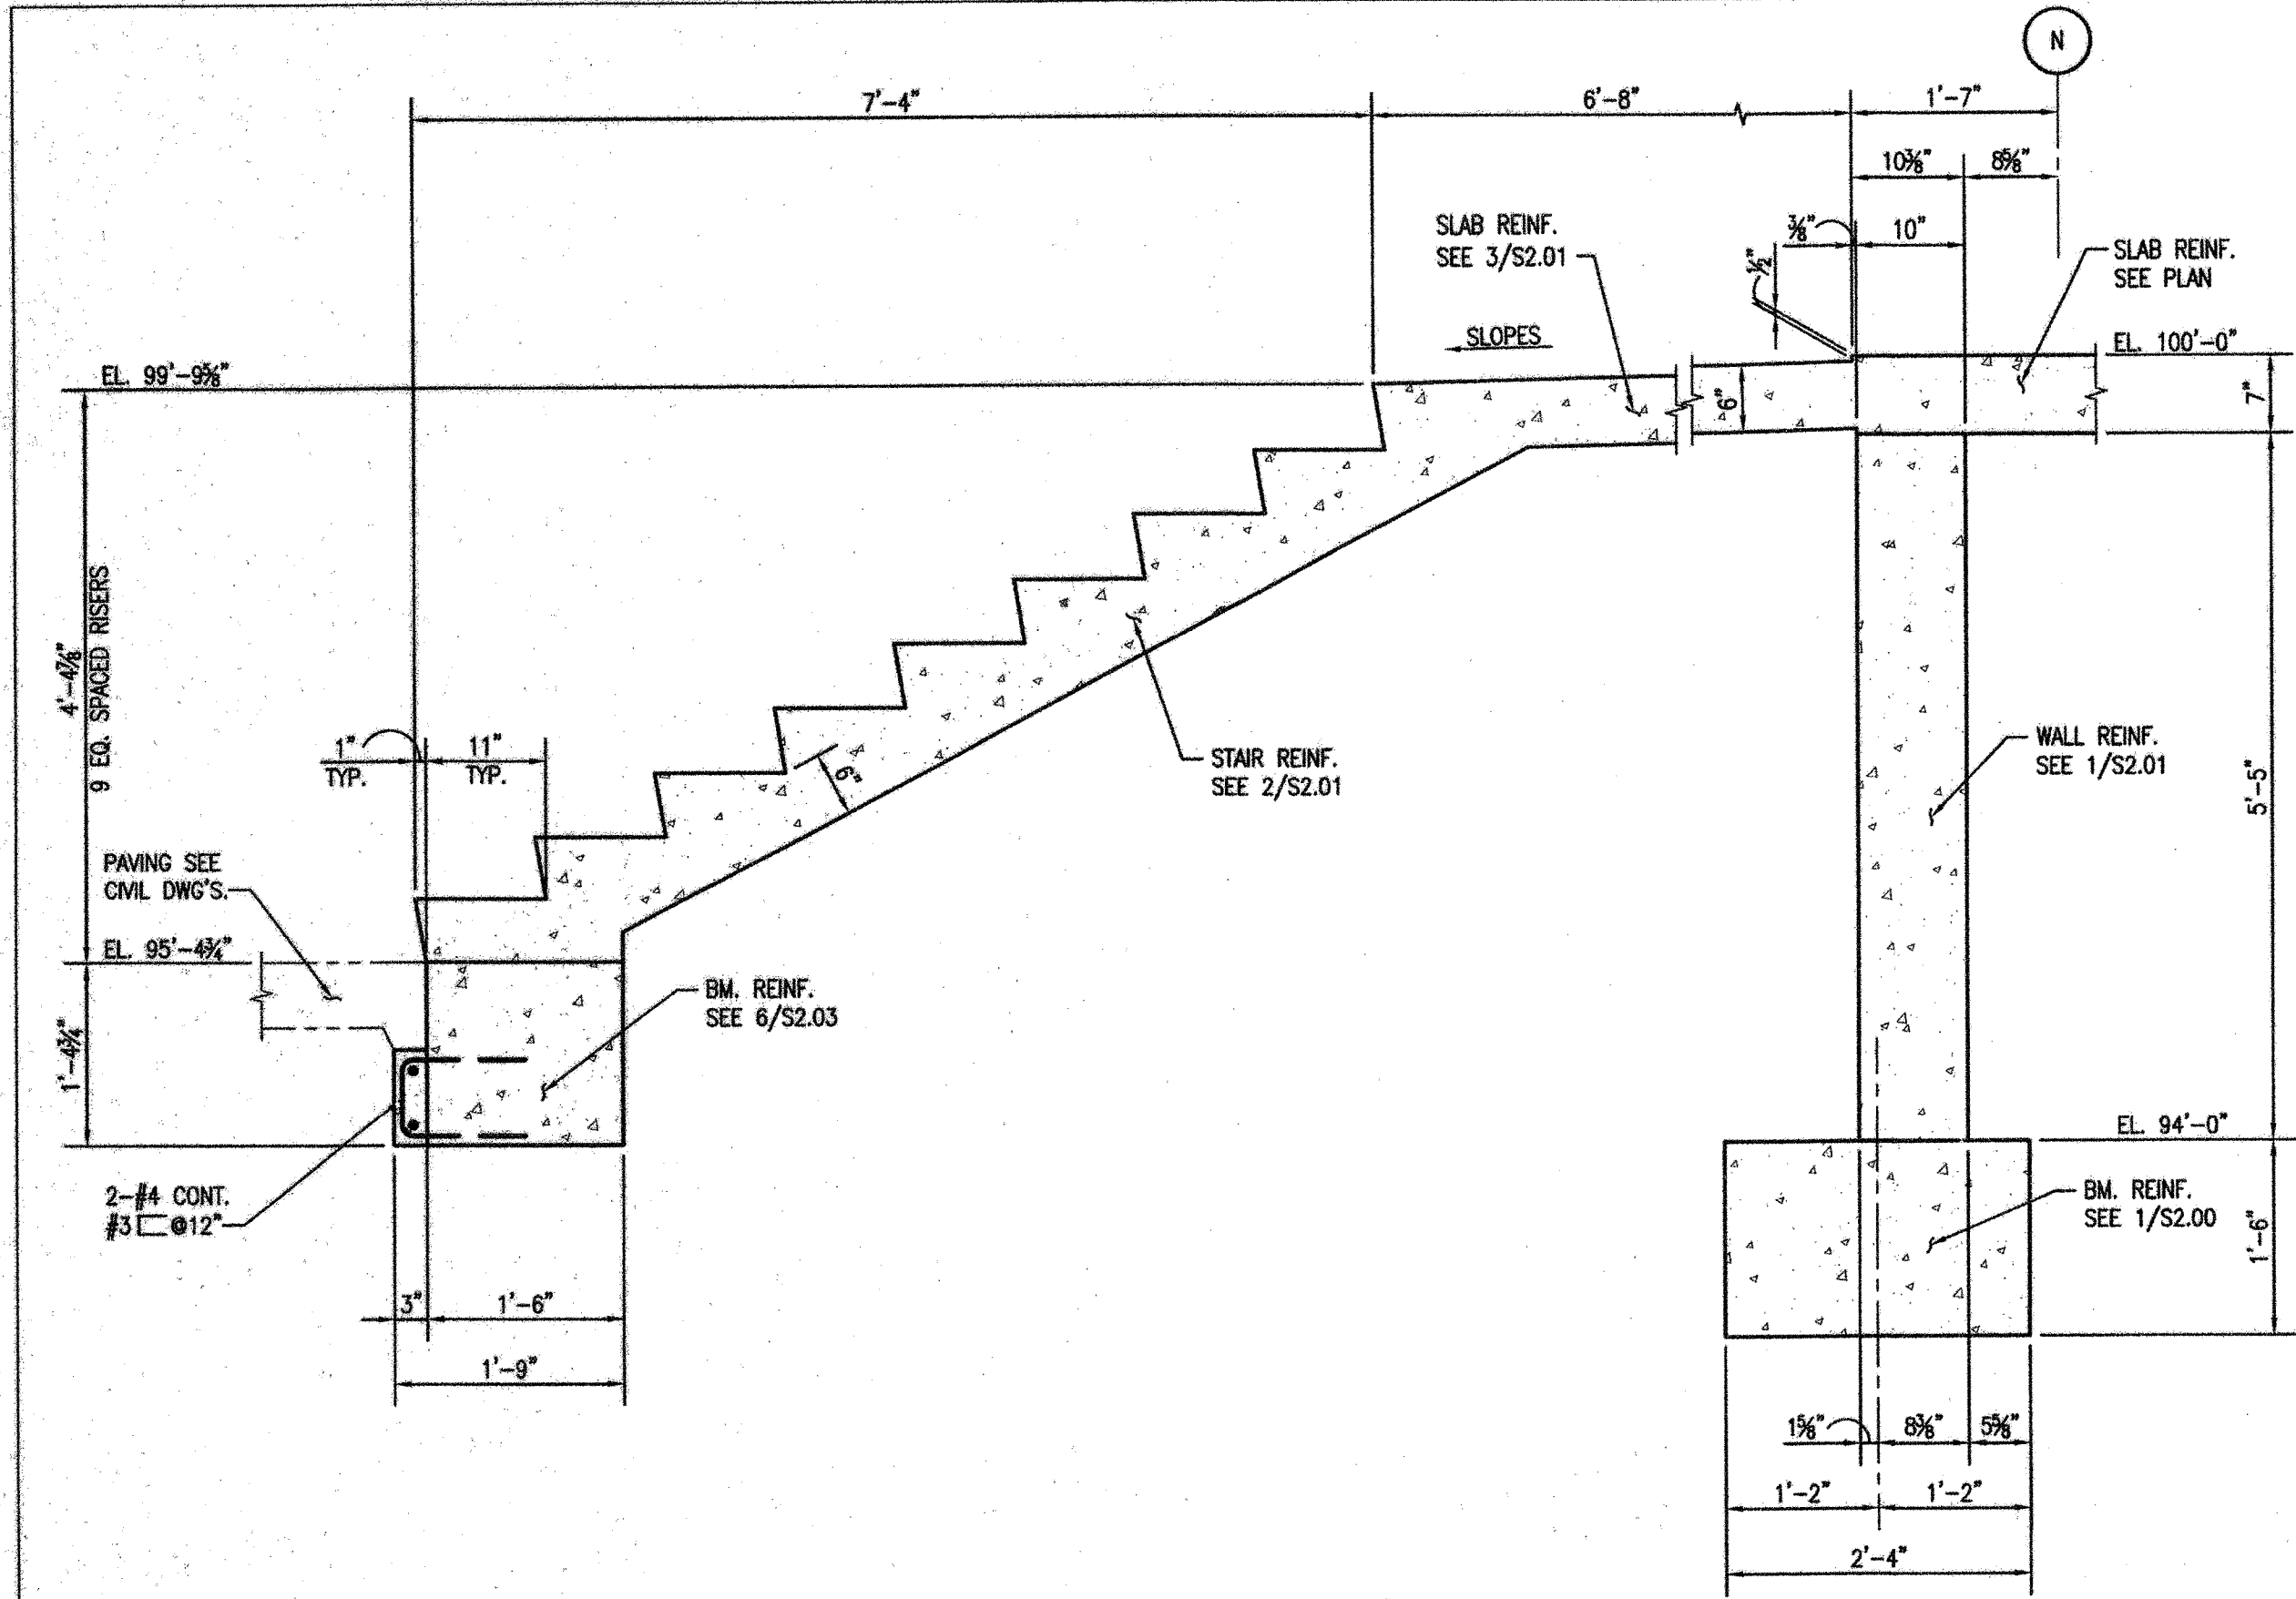 N
7'-4"
6'-8"
1'-7"
10⅜"
8⅝"
SLAB REINF.
SEE 3/S2.01
⅜"
10"
½"
SLAB REINF.
SEE PLAN
SLOPES
EL. 100'-0"
EL. 99'-9⅝"
6"
7"
4'-4⅞"
9 EQ. SPACED RISERS
1"
TYP.
11"
TYP.
6"
STAIR REINF.
SEE 2/S2.01
WALL REINF.
SEE 1/S2.01
5'-5"
PAVING SEE
CIVIL DWG'S.
EL. 95'-4¾"
BM. REINF.
SEE 6/S2.03
1'-4¾"
EL. 94'-0"
2-#4 CONT.
#3 @12"
BM. REINF.
SEE 1/S2.00
1'-6"
3"
1'-6"
1'-9"
1⅝"
8⅜"
5⅝"
1'-2"
1'-2"
2'-4"